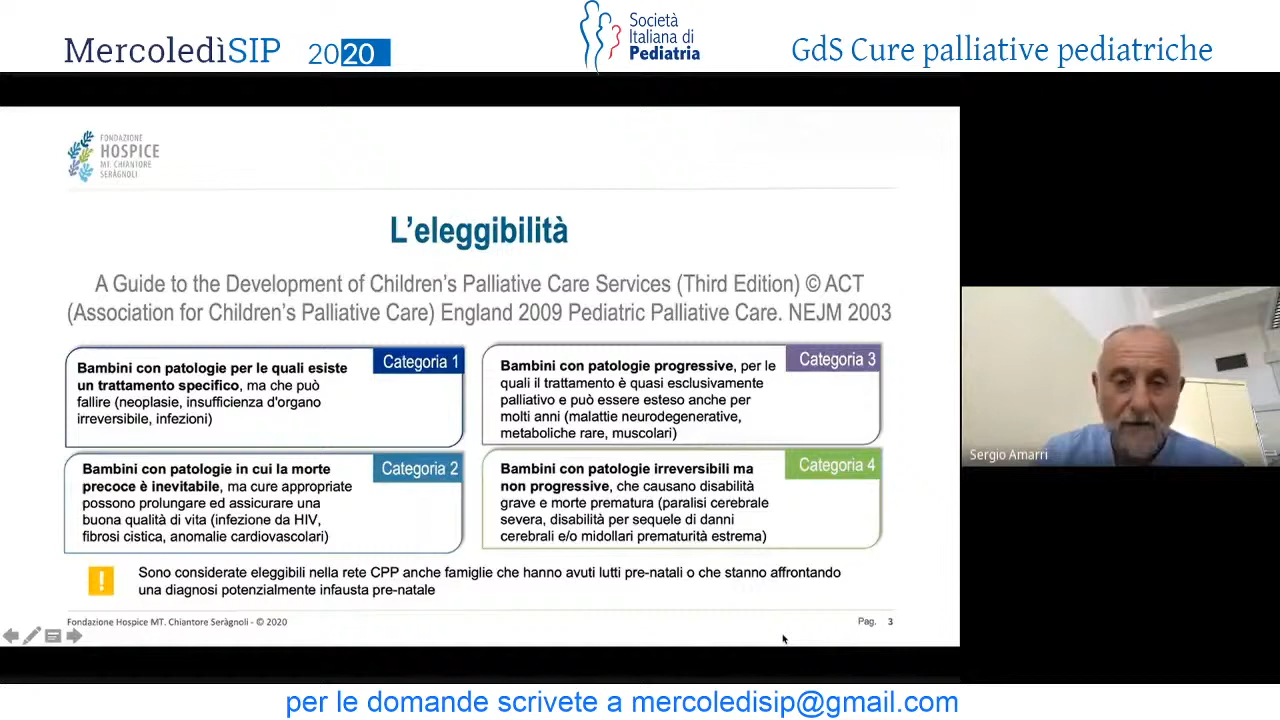 MercoledìSIP 2020
Società
Italiana di
Pediatria
GdS Cure palliative pediatriche
FONDAZIONE
HOSPICE
MT. CHIANTORE
SERÀGNOLI
L'eleggibilità
A Guide to the Development of Children's Palliative Care Services (Third Edition) © ACT
(Association for Children's Palliative Care) England 2009 Pediatric Palliative Care. NEJM 2003
Categoria 1
Bambini con patologie per le quali esiste
un trattamento specifico, ma che può
fallire (neoplasie, insufficienza d'organo
irreversibile, infezioni)
Categoria 2
Bambini con patologie in cui la morte
precoce è inevitabile, ma cure appropriate
possono prolungare ed assicurare una
buona qualità di vita (infezione da HIV,
fibrosi cistica, anomalie cardiovascolari)
Categoria 3
Bambini con patologie progressive, per le
quali il trattamento è quasi esclusivamente
palliativo e può essere esteso anche per
molti anni (malattie neurodegenerative,
metaboliche rare, muscolari)
Categoria 4
Bambini con patologie irreversibili ma
non progressive, che causano disabilità
grave e morte prematura (paralisi cerebrale
severa, disabilità per sequele di danni
cerebrali e/o midollari prematurità estrema)
!
Sono considerate eleggibili nella rete CPP anche famiglie che hanno avuti lutti pre-natali o che stanno affrontando
una diagnosi potenzialmente infausta pre-natale
Fondazione Hospice MT. Chiantore Seràgnoli - © 2020
Pag. 3
Sergio Amarri
per le domande scrivete a mercoledisip@gmail.com